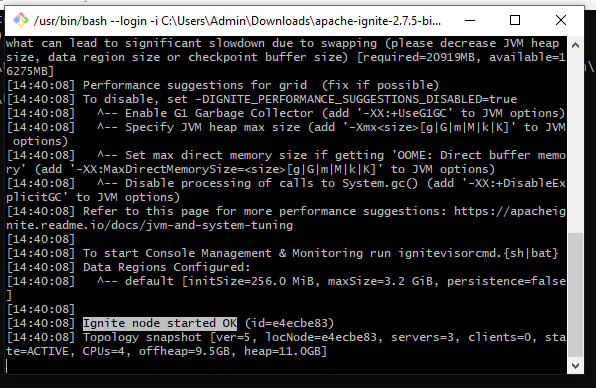 /usr/bin/bash --login -i C:\Users\Admin\Downloads\apache-ignite-2.7.5-bi...
what can lead to significant slowdown due to swapping (please decrease JVM heap
size, data region size or checkpoint buffer size) [required=20919MB, available=1
6275MB]
[14:40:08] Performance suggestions for grid  (fix if possible)
[14:40:08] To disable, set -DIGNITE_PERFORMANCE_SUGGESTIONS_DISABLED=true
[14:40:08]   ^-- Enable G1 Garbage Collector (add '-XX:+UseG1GC' to JVM options)
[14:40:08]   ^-- Specify JVM heap max size (add '-Xmx<size>[g|G|m|M|k|K]' to JVM
 options)
[14:40:08]   ^-- Set max direct memory size if getting 'OOME: Direct buffer memo
ry' (add '-XX:MaxDirectMemorySize=<size>[g|G|m|M|k|K]' to JVM options)
[14:40:08]   ^-- Disable processing of calls to System.gc() (add '-XX:+DisableEx
plicitGC' to JVM options)
[14:40:08] Refer to this page for more performance suggestions: https://apacheig
nite.readme.io/docs/jvm-and-system-tuning
[14:40:08]
[14:40:08] To start Console Management & Monitoring run ignitevisorcmd.{sh|bat}
[14:40:08] Data Regions Configured:
[14:40:08]   ^-- default [initSize=256.0 MiB, maxSize=3.2 GiB, persistence=false
]
[14:40:08]
[14:40:08] Ignite node started OK (id=e4ecbe83)
[14:40:08] Topology snapshot [ver=5, locNode=e4ecbe83, servers=3, clients=0, sta
te=ACTIVE, CPUs=4, offheap=9.5GB, heap=11.0GB]